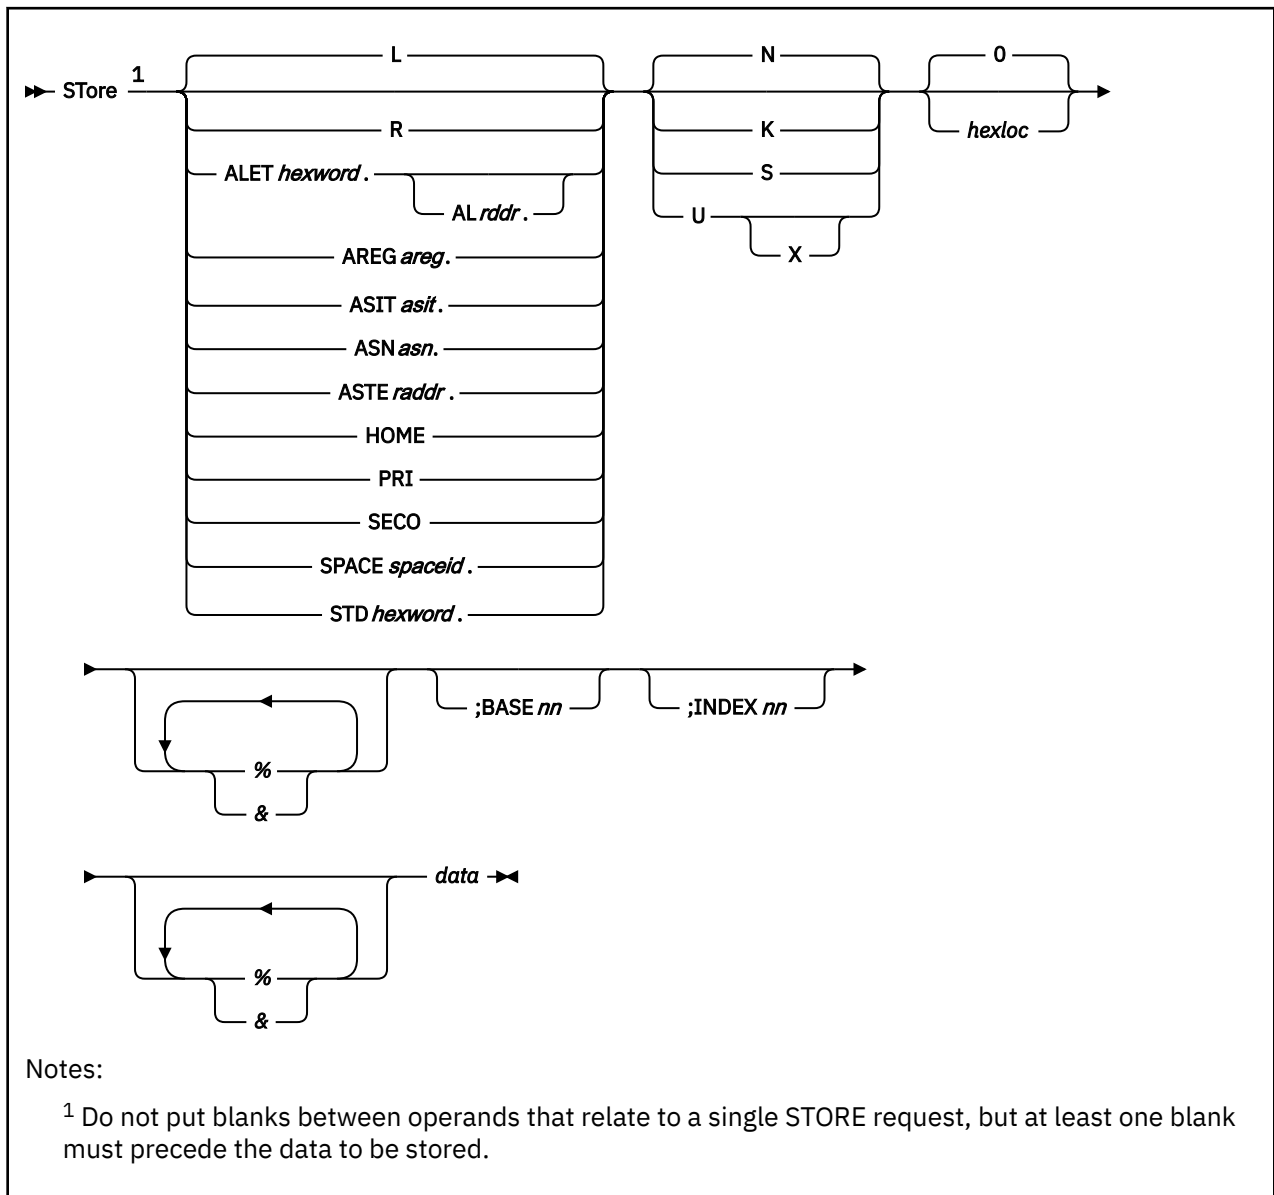 L N 0
STore 1
R K hexloc
ALET hexword. S
ALrddr. U
AREG areg. X
ASIT asit.
ASN asn.
ASTE raddr.
HOME
PRI
SECO
SPACE spaceid.
STD hexword.
;BASE nn ;INDEX nn
%
&
data
%
&
Notes:
1 Do not put blanks between operands that relate to a single STORE request, but at least one blank
must precede the data to be stored.